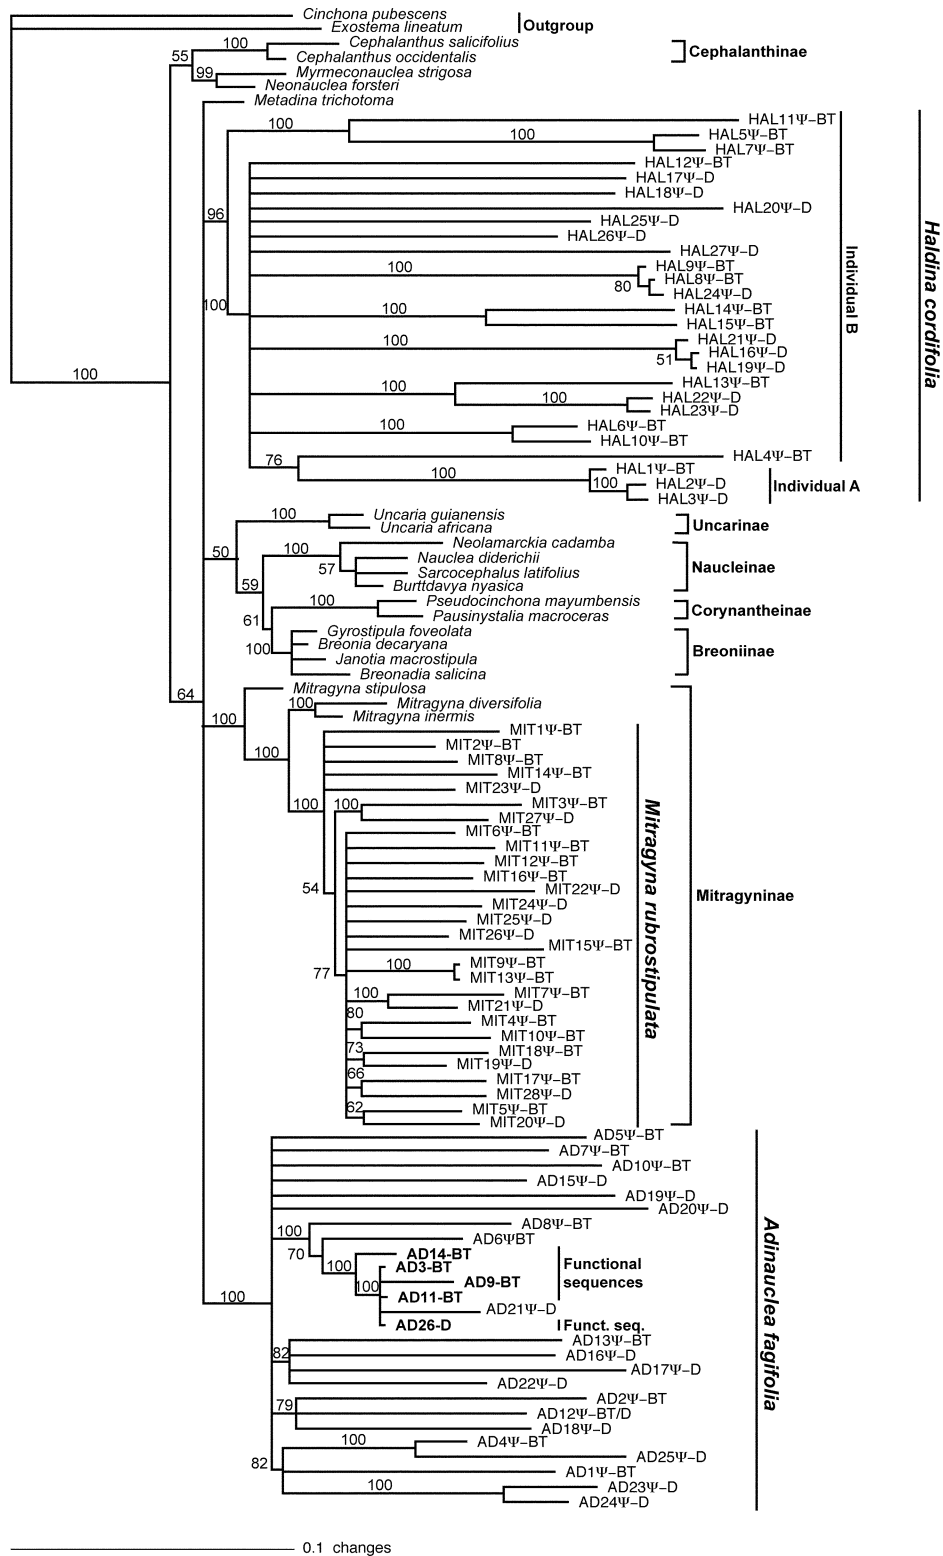 Cinchona pubescens
Exostema lineatum
Outgroup
Cephalanthus salicifolius
100
Cephalanthus occidentalis
Cephalanthinae
55
Myrmeconauclea strigosa
99
Neonauclea forsteri
Metadina trichotoma
HAL11Ψ–BT
100
HAL5Ψ–BT
100
HAL7Ψ–BT
HAL12Ψ–BT
HAL17Ψ–D
HAL18Ψ–D
HAL20Ψ–D
96
HAL25Ψ–D
HAL26Ψ–D
HAL27Ψ–D
HAL9Ψ–BT
100
HAL8Ψ–BT
80
HAL24Ψ–D
100
HAL14Ψ–BT
100
HAL15Ψ–BT
HAL21Ψ–D
100
HAL16Ψ–D
51
HAL19Ψ–D
100
HAL13Ψ–BT
100
HAL22Ψ–D
100
HAL23Ψ–D
HAL6Ψ–BT
100
HAL10Ψ–BT
HAL4Ψ–BT
76
HAL1Ψ–BT
100
HAL2Ψ–D
100
HAL3Ψ–D
Individual B
Individual A
Haldina cordifolia
Uncaria guianensis
100
Uncaria africana
Uncarinae
50
Neolamarckia cadamba
100
Nauclea diderichii
57
Sarcocephalus latifolius
Burttdavya nyasica
Naucleinae
59
Pseudocinchona mayumbensis
100
Pausinystalia macroceras
Corynantheinae
61
Gyrostipula foveolata
Breonia decaryana
100
Janotia macrostipula
Breonadia salicina
Breoniinae
64
Mitragyna stipulosa
100
Mitragyna diversifolia
100
Mitragyna inermis
100
MIT1Ψ-BT
MIT2Ψ–BT
MIT8Ψ–BT
MIT14Ψ–BT
MIT23Ψ–D
100
MIT3Ψ–BT
100
MIT27Ψ–D
MIT6Ψ–BT
MIT11Ψ–BT
MIT12Ψ–BT
MIT16Ψ–BT
54
MIT22Ψ–D
MIT24Ψ–D
MIT25Ψ–D
MIT26Ψ–D
MIT15Ψ–BT
77
MIT9Ψ–BT
100
MIT13Ψ–BT
MIT7Ψ–BT
100
MIT21Ψ–D
80
MIT4Ψ–BT
MIT10Ψ–BT
73
MIT18Ψ–BT
MIT19Ψ–D
66
MIT17Ψ–BT
MIT28Ψ–D
62
MIT5Ψ–BT
MIT20Ψ–D
Mitragyna rubrostipulata
Mitragyninae
AD5Ψ–BT
AD7Ψ–BT
AD10Ψ–BT
AD15Ψ–D
AD19Ψ–D
AD20Ψ–D
AD8Ψ–BT
100
AD6ΨBT
70
AD14-BT
100
AD3-BT
AD9-BT
100
AD11-BT
AD21Ψ–D
AD26-D
Functional
sequences
Funct. seq.
100
AD13Ψ–BT
82
AD16Ψ–D
AD17Ψ–D
AD22Ψ–D
AD2Ψ–BT
79
AD12Ψ–BT/D
AD18Ψ–D
AD4Ψ–BT
100
AD25Ψ–D
82
AD1Ψ–BT
AD23Ψ–D
100
AD24Ψ–D
Adinauclea fagifolia
0.1 changes